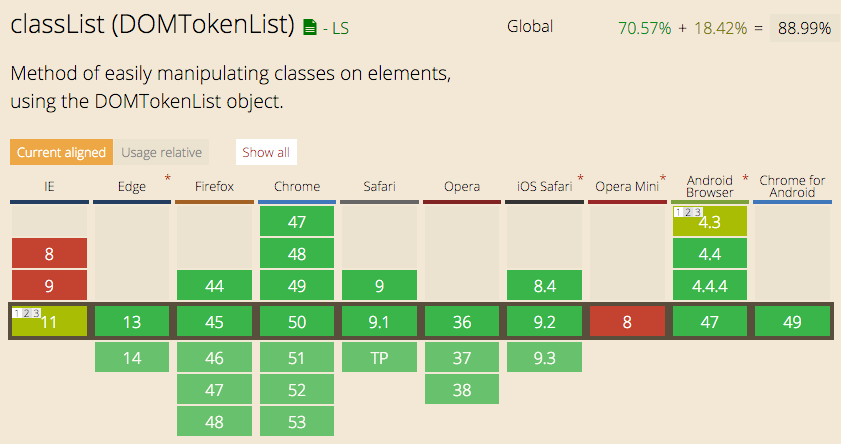 classList (DOMTokenList) - LS
Global 70.57% + 18.42% = 88.99%
Method of easily manipulating classes on elements,
using the DOMTokenList object.
Current aligned Usage relative Show all
IE Edge * Firefox Chrome Safari Opera iOS Safari * Opera Mini * Android Browser * Chrome for Android
47 1 2 3 4.3
8 48 4.4
9 44 49 9 8.4 4.4.4
1 2 3 11 13 45 50 9.1 36 9.2 8 47 49
14 46 51 TP 37 9.3
47 52 38
48 53